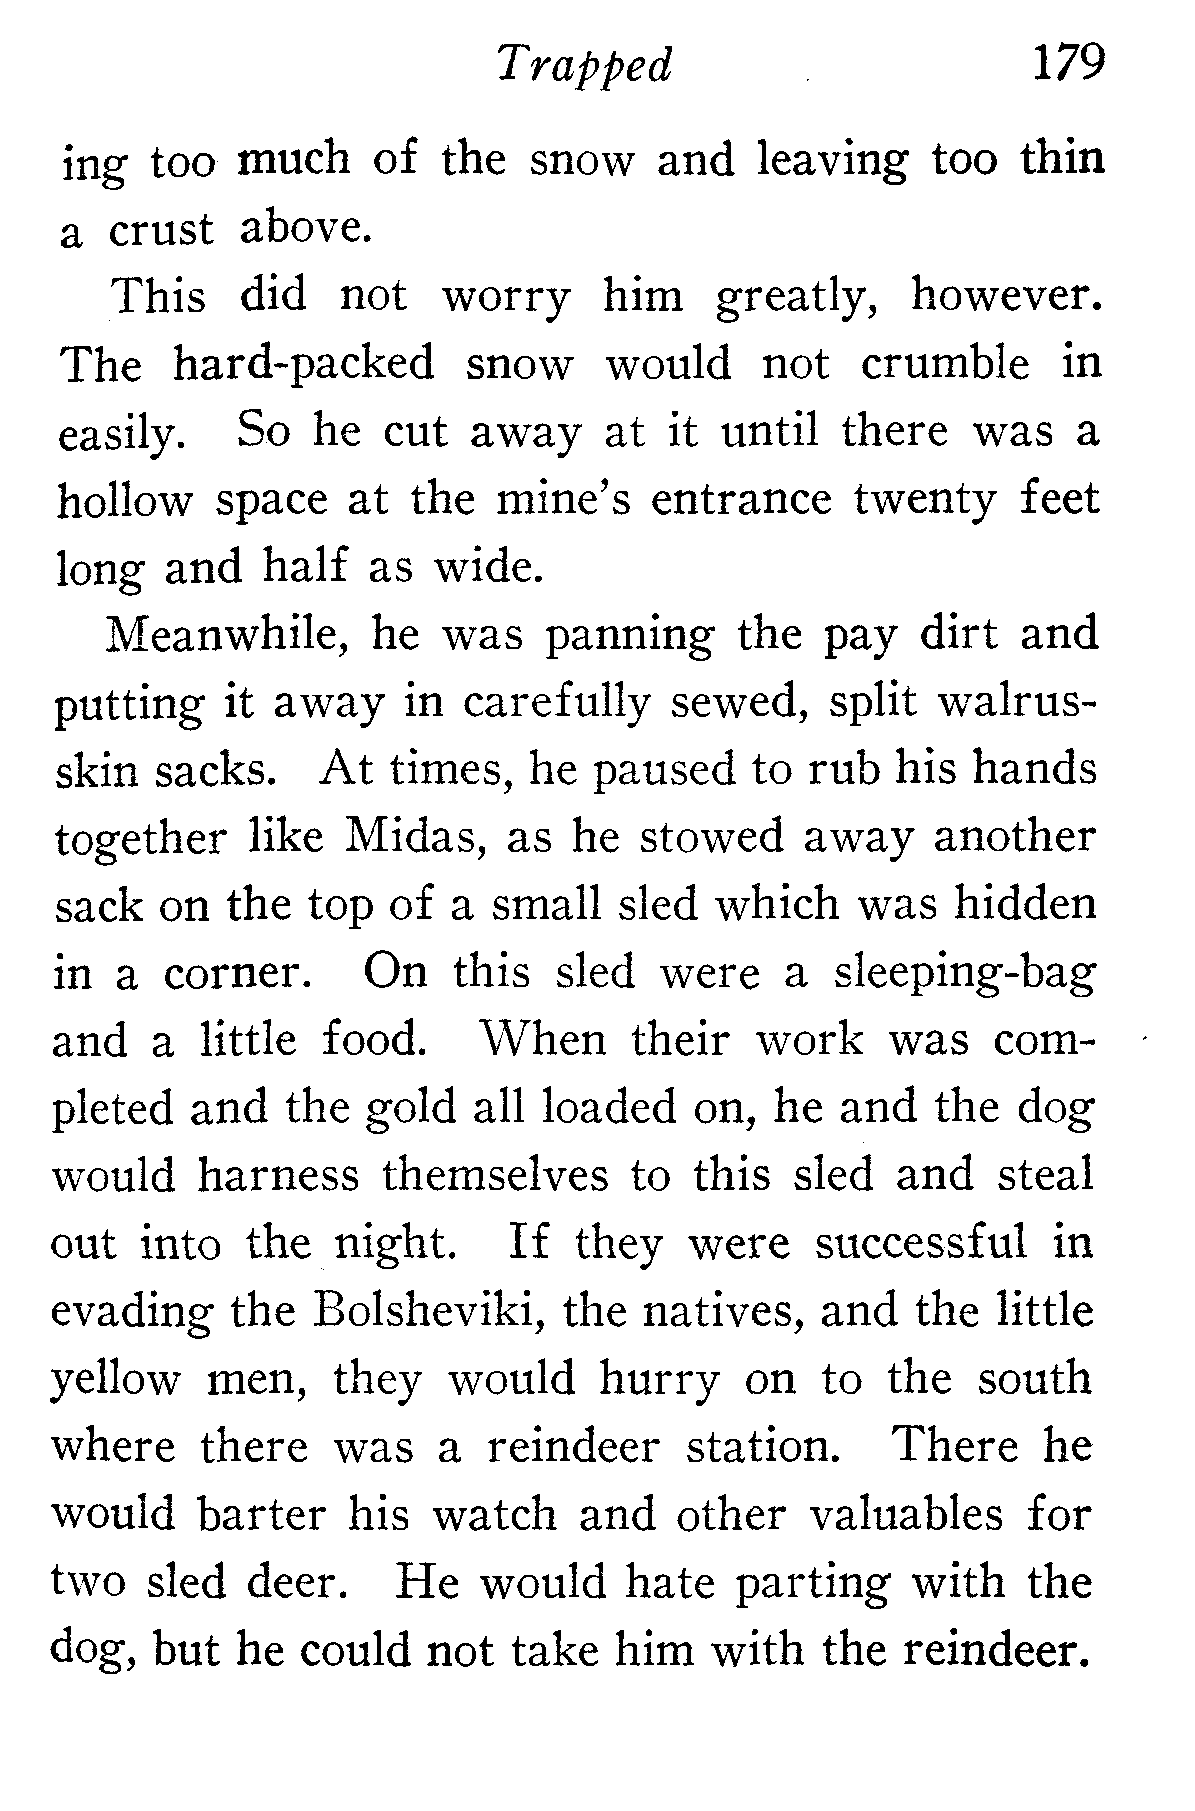 Trapped 179
ing too much of the snow and leaving too thin
a crust above.
This did not worry him greatly, however.
The hard-packed snow would not crumble in
easily. So he cut away at it until there was a
hollow space at the mine's entrance twenty feet
long and half as wide.
Meanwhile, he was panning the pay dirt and
putting it away in carefully sewed, split walrus-
skin sacks. At times, he paused to rub his hands
together like Midas, as he stowed away another
sack on the top of a small sled which was hidden
in a corner. On this sled were a sleeping-bag
and a little food. When their work was com-
pleted and the gold all loaded on, he and the dog
would harness themselves to this sled and steal
out into the night. If they were successful in
evading the Bolsheviki, the natives, and the little
yellow men, they would hurry on to the south
where there was a reindeer station. There he
would barter his watch and other valuables for
two sled deer. He would hate parting with the
dog, but he could not take him with the reindeer.